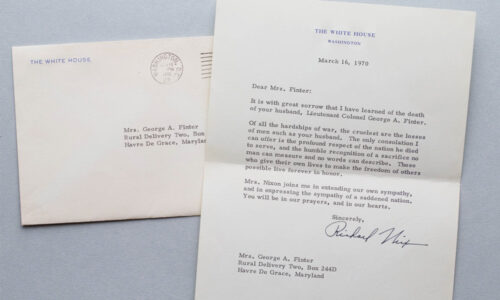 THE WHITE HOUSE
WASHINGTON
Mrs. George A. Finter
Rural Delivery Two, Box
Havre De Grace, Maryland
THE WHITE HOUSE
WASHINGTON
March 16, 1970
Dear Mrs. Finter:
It is with great sorrow that I have learned of the death
of your husband, Lieutenant Colonel George A. Finter.
Of all the hardships of war, the cruelest are the losses
of men such as your husband. The only consolation I
can offer is the profound respect of the nation he died
to serve, and the humble recognition of a sacrifice no
man can measure and no words can describe. Those
who give their own lives to make the freedom of others
possible live forever in honor.
Mrs. Nixon joins me in extending our own sympathy,
and in expressing the sympathy of a saddened nation.
You will be in our prayers, and in our hearts.
Sincerely,
Richard Nixon
Mrs. George A. Finter
Rural Delivery Two, Box 244D
Havre De Grace, Maryland